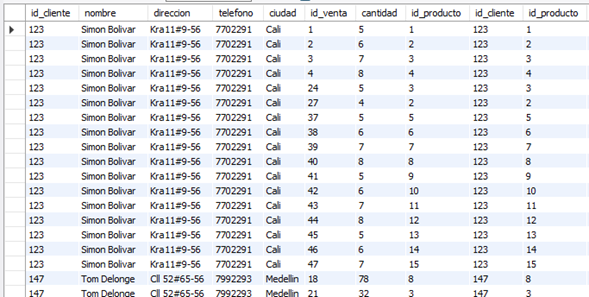 id_cliente nombre direccion telefono ciudad id_venta cantidad id_producto id_cliente id_producto
123 Simon Bolivar Kra11#9-56 7702291 Cali 1 5 1 123 1
123 Simon Bolivar Kra11#9-56 7702291 Cali 2 6 2 123 2
123 Simon Bolivar Kra11#9-56 7702291 Cali 3 7 3 123 3
123 Simon Bolivar Kra11#9-56 7702291 Cali 4 8 4 123 4
123 Simon Bolivar Kra11#9-56 7702291 Cali 24 5 3 123 3
123 Simon Bolivar Kra11#9-56 7702291 Cali 27 4 2 123 2
123 Simon Bolivar Kra11#9-56 7702291 Cali 37 5 5 123 5
123 Simon Bolivar Kra11#9-56 7702291 Cali 38 6 6 123 6
123 Simon Bolivar Kra11#9-56 7702291 Cali 39 7 7 123 7
123 Simon Bolivar Kra11#9-56 7702291 Cali 40 8 8 123 8
123 Simon Bolivar Kra11#9-56 7702291 Cali 41 5 9 123 9
123 Simon Bolivar Kra11#9-56 7702291 Cali 42 6 10 123 10
123 Simon Bolivar Kra11#9-56 7702291 Cali 43 7 11 123 11
123 Simon Bolivar Kra11#9-56 7702291 Cali 44 8 12 123 12
123 Simon Bolivar Kra11#9-56 7702291 Cali 45 5 13 123 13
123 Simon Bolivar Kra11#9-56 7702291 Cali 46 6 14 123 14
123 Simon Bolivar Kra11#9-56 7702291 Cali 47 7 15 123 15
147 Tom Delonge Cll 52#65-56 7992293 Medellin 18 78 8 147 8
147 Tom Delonge Cll 52#65-56 7992293 Medellin 21 32 3 147 3